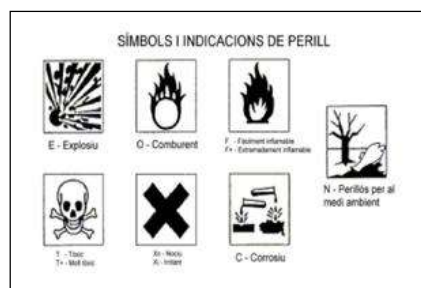 SÍMBOLS I INDICACIONS DE PERILL
E - Explosiu
O - Comburent
F - Fàcilment inflamable
F+ - Extremadament inflamable
N - Perillós per al
medi ambient
T - Tòxic
T+ - Molt tòxic
Xn - Nociu
Xi - Irritant
C - Corrosiu